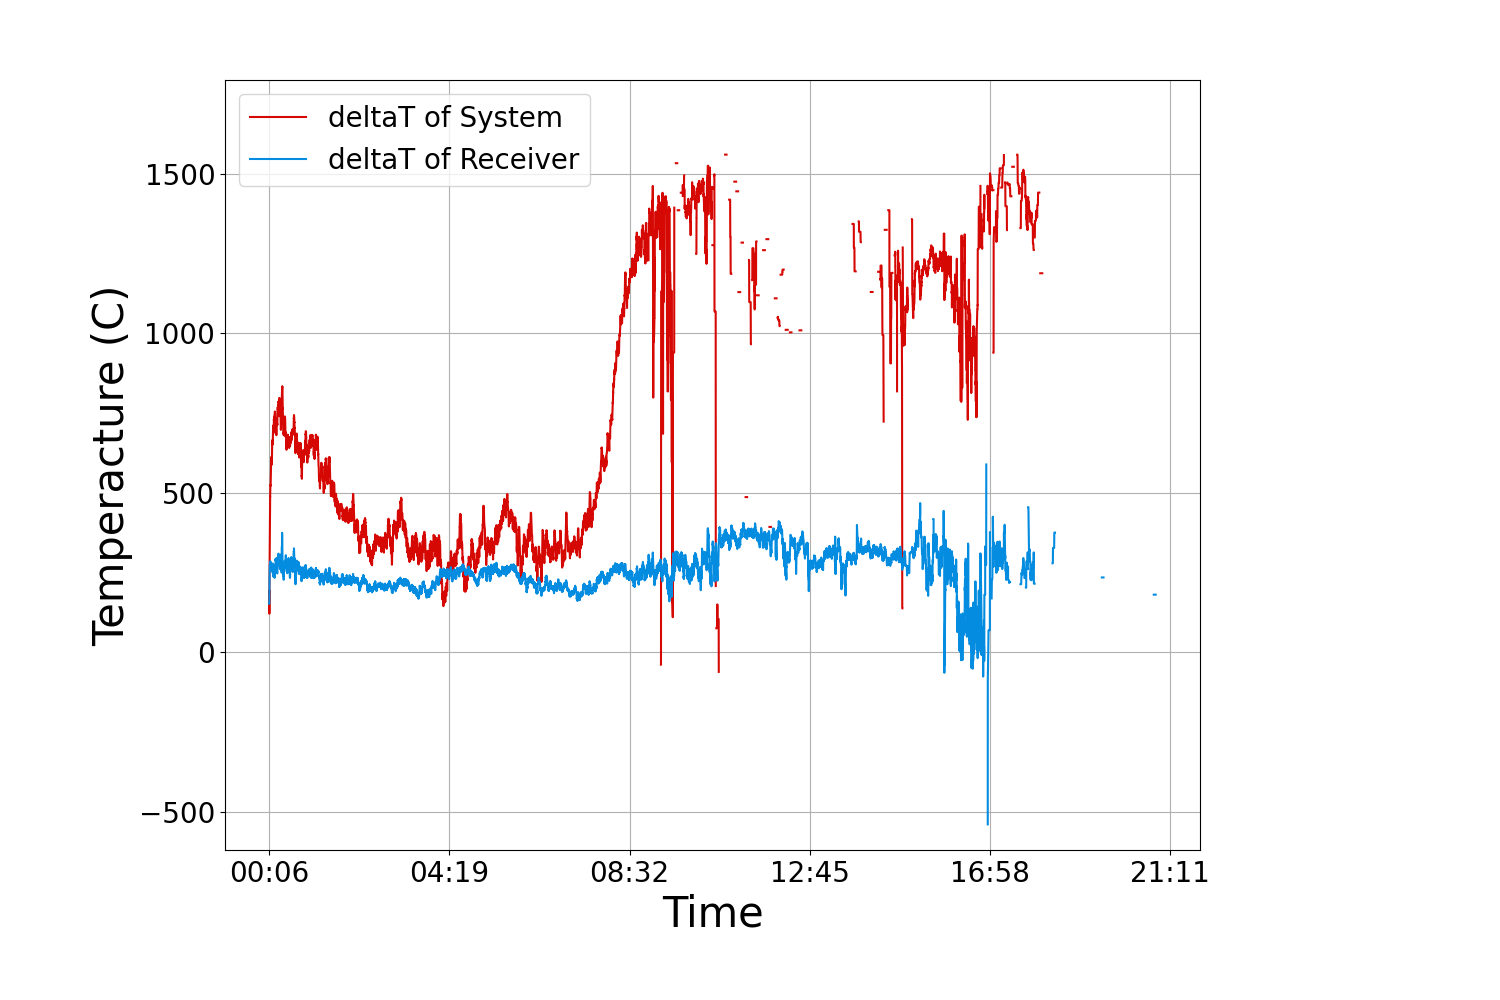 deltaT of System
deltaT of Receiver
1500
1000
500
0
−500
Temperacture (C)
00:06 04:19 08:32 12:45 16:58 21:11
Time